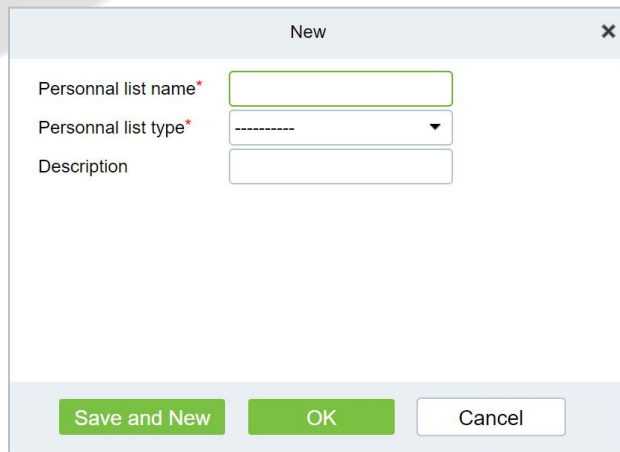 New
Personnal list name*
Personnal list type*
----------
Description
Save and New
OK
Cancel